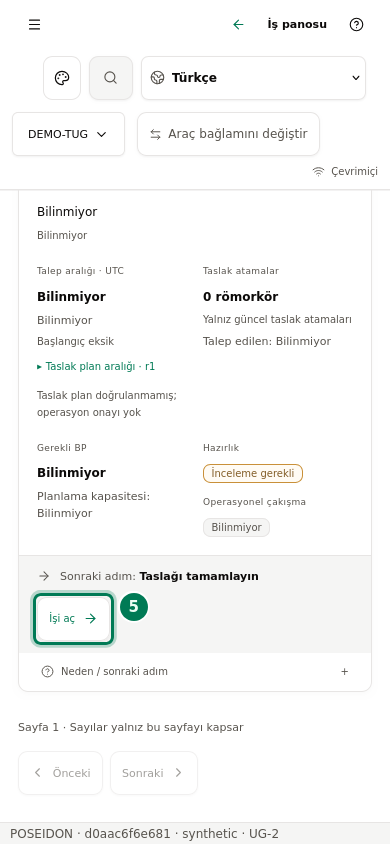 İş panosu
Türkçe
DEMO-TUG
Araç bağlamını değiştir
Çevrimiçi
Bilinmiyor
Bilinmiyor
Talep aralığı · UTC
Bilinmiyor
Bilinmiyor
Başlangıç eksik
▸ Taslak plan aralığı · r1
Taslak plan doğrulanmamış;
operasyon onayı yok
Taslak atamalar
0 römorkör
Yalnız güncel taslak atamaları
Talep edilen: Bilinmiyor
Gerekli BP
Bilinmiyor
Planlama kapasitesi:
Bilinmiyor
Hazırlık
İnceleme gerekli
Operasyonel çakışma
Bilinmiyor
Sonraki adım: Taslağı tamamlayın
İşi aç
5
Neden / sonraki adım
+
Sayfa 1 · Sayılar yalnız bu sayfayı kapsar
Önceki
Sonraki
POSEIDON · d0aac6f6e681 · synthetic · UG-2